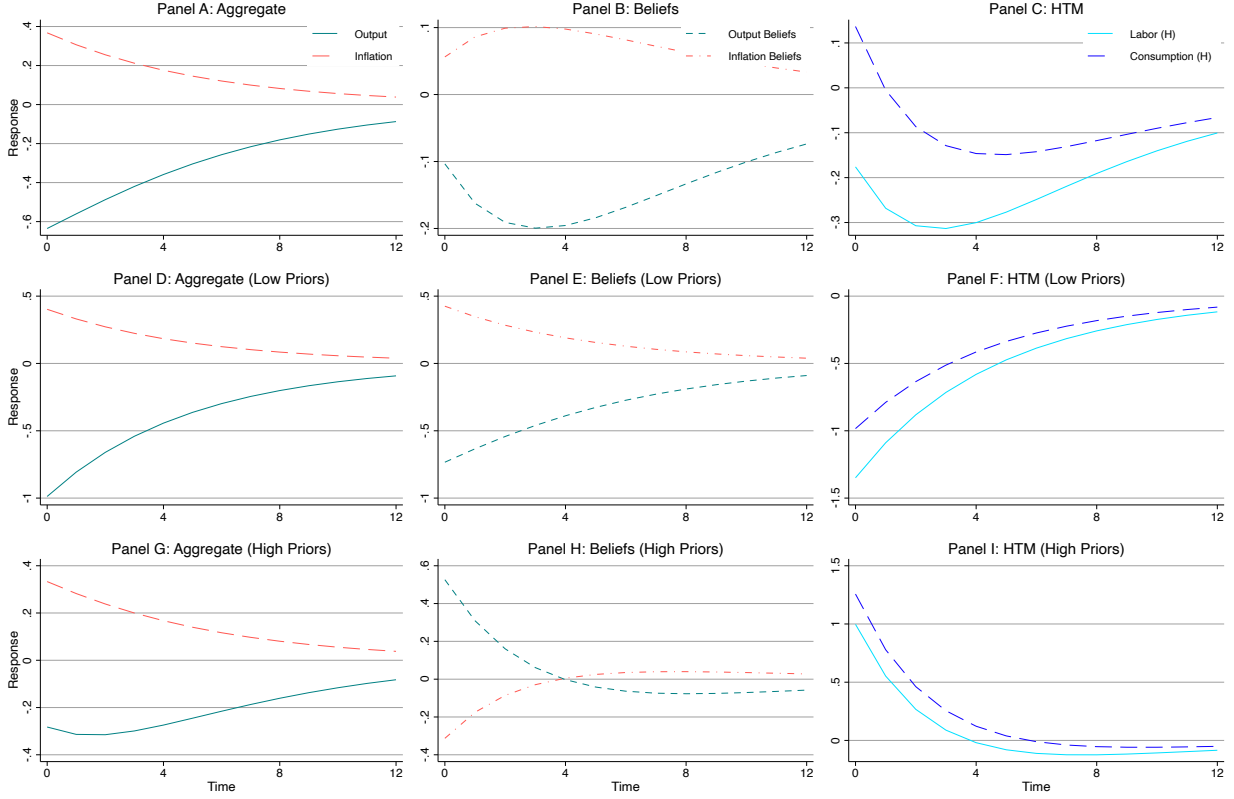 Panel A: Aggregate
Response
.4
.2
0
-.2
-.4
-.6
0 4 8 12
Output
Inflation
Panel B: Beliefs
.1
0
-.1
-.2
0 4 8 12
Output Beliefs
Inflation Beliefs
Panel C: HTM
.1
0
-.1
-.2
-.3
0 4 8 12
Labor (H)
Consumption (H)
Panel D: Aggregate (Low Priors)
Response
.5
0
-.5
-1
0 4 8 12
Panel E: Beliefs (Low Priors)
.5
0
-.5
-1
0 4 8 12
Panel F: HTM (Low Priors)
0
-.5
-1
-1.5
0 4 8 12
Panel G: Aggregate (High Priors)
Response
.4
.2
0
-.2
-.4
0 4 8 12
Time
Panel H: Beliefs (High Priors)
.6
.4
.2
0
-.2
-.4
0 4 8 12
Time
Panel I: HTM (High Priors)
1.5
1
.5
0
0 4 8 12
Time